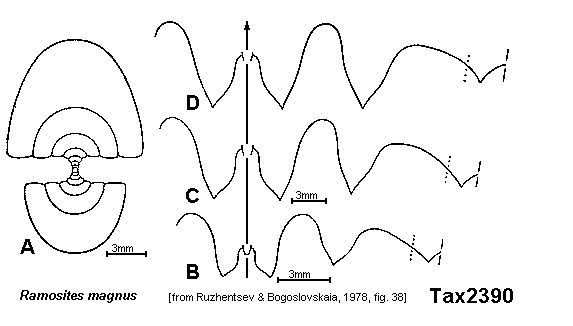 D
C
3mm
A
3mm
B
3mm
Ramosites magnus [from Ruzhentsev & Bogoslovskaia, 1978, fig. 38] Tax2390